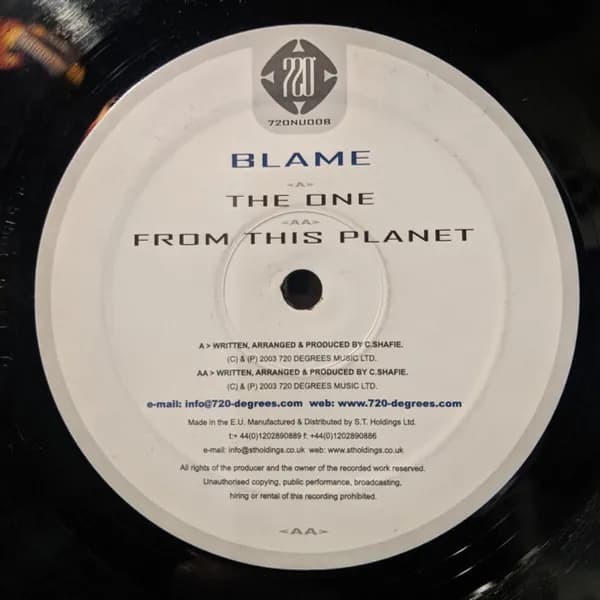 720
720NU008
BLAME
<A>
THE ONE
<AA>
FROM THIS PLANET
A > WRITTEN, ARRANGED & PRODUCED BY C.SHAFIE.
(C) & (P) 2003 720 DEGREES MUSIC LTD.
AA > WRITTEN, ARRANGED & PRODUCED BY C.SHAFIE.
(C) & (P) 2003 720 DEGREES MUSIC LTD.
e-mail: info@720-degrees.com web: www.720-degrees.com
Made in the E.U. Manufactured & Distributed by S.T. Holdings Ltd.
t:+ 44(0)1202890889 f: +44(0)1202890886
e-mail: info@stholdings.co.uk web: www.stholdings.co.uk
All rights of the producer and the owner of the recorded work reserved.
Unauthorised copying, public performance, broadcasting,
hiring or rental of this recording prohibited.
<AA>